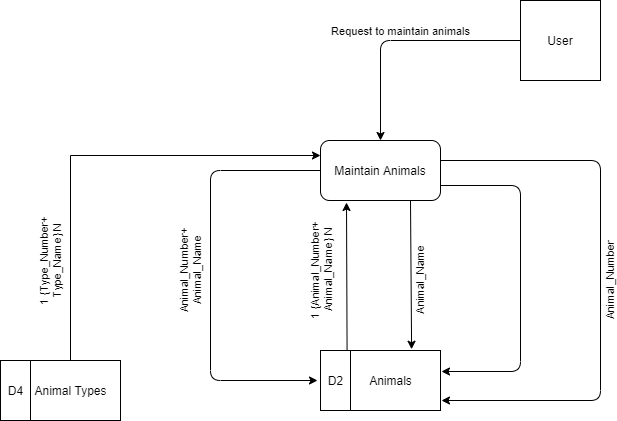 Request to maintain animals
User
Maintain Animals
1 {Type_Number+
Type_Name}N
Animal_Number+
Animal_Name
1 {Animal_Number+
Animal_Name}N
Animal_Name
Animal_Number
D4 Animal Types
D2 Animals